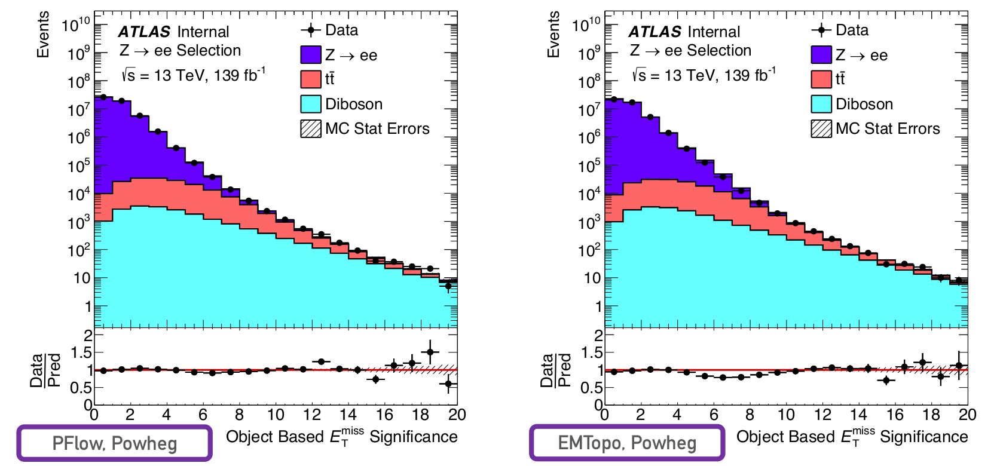 Events
10^10
10^9
10^8
10^7
10^6
10^5
10^4
10^3
10^2
10
1
ATLAS Internal
Z → ee Selection
√s = 13 TeV, 139 fb^-1
Data
Z → ee
tt̄
Diboson
MC Stat Errors
Data
Pred
2
1.5
1
0.5
0
0 2 4 6 8 10 12 14 16 18 20
Object Based E_T^miss Significance
PFlow, Powheg
Events
10^10
10^9
10^8
10^7
10^6
10^5
10^4
10^3
10^2
10
1
ATLAS Internal
Z → ee Selection
√s = 13 TeV, 139 fb^-1
Data
Z → ee
tt̄
Diboson
MC Stat Errors
Data
Pred
2
1.5
1
0.5
0
0 2 4 6 8 10 12 14 16 18 20
Object Based E_T^miss Significance
EMTopo, Powheg